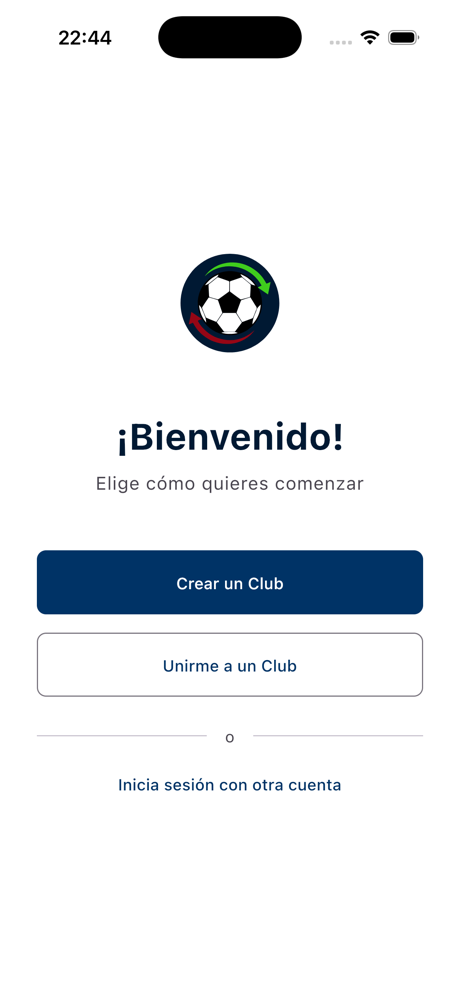 22:44
¡Bienvenido!
Elige cómo quieres comenzar
Crear un Club
Unirme a un Club
o
Inicia sesión con otra cuenta